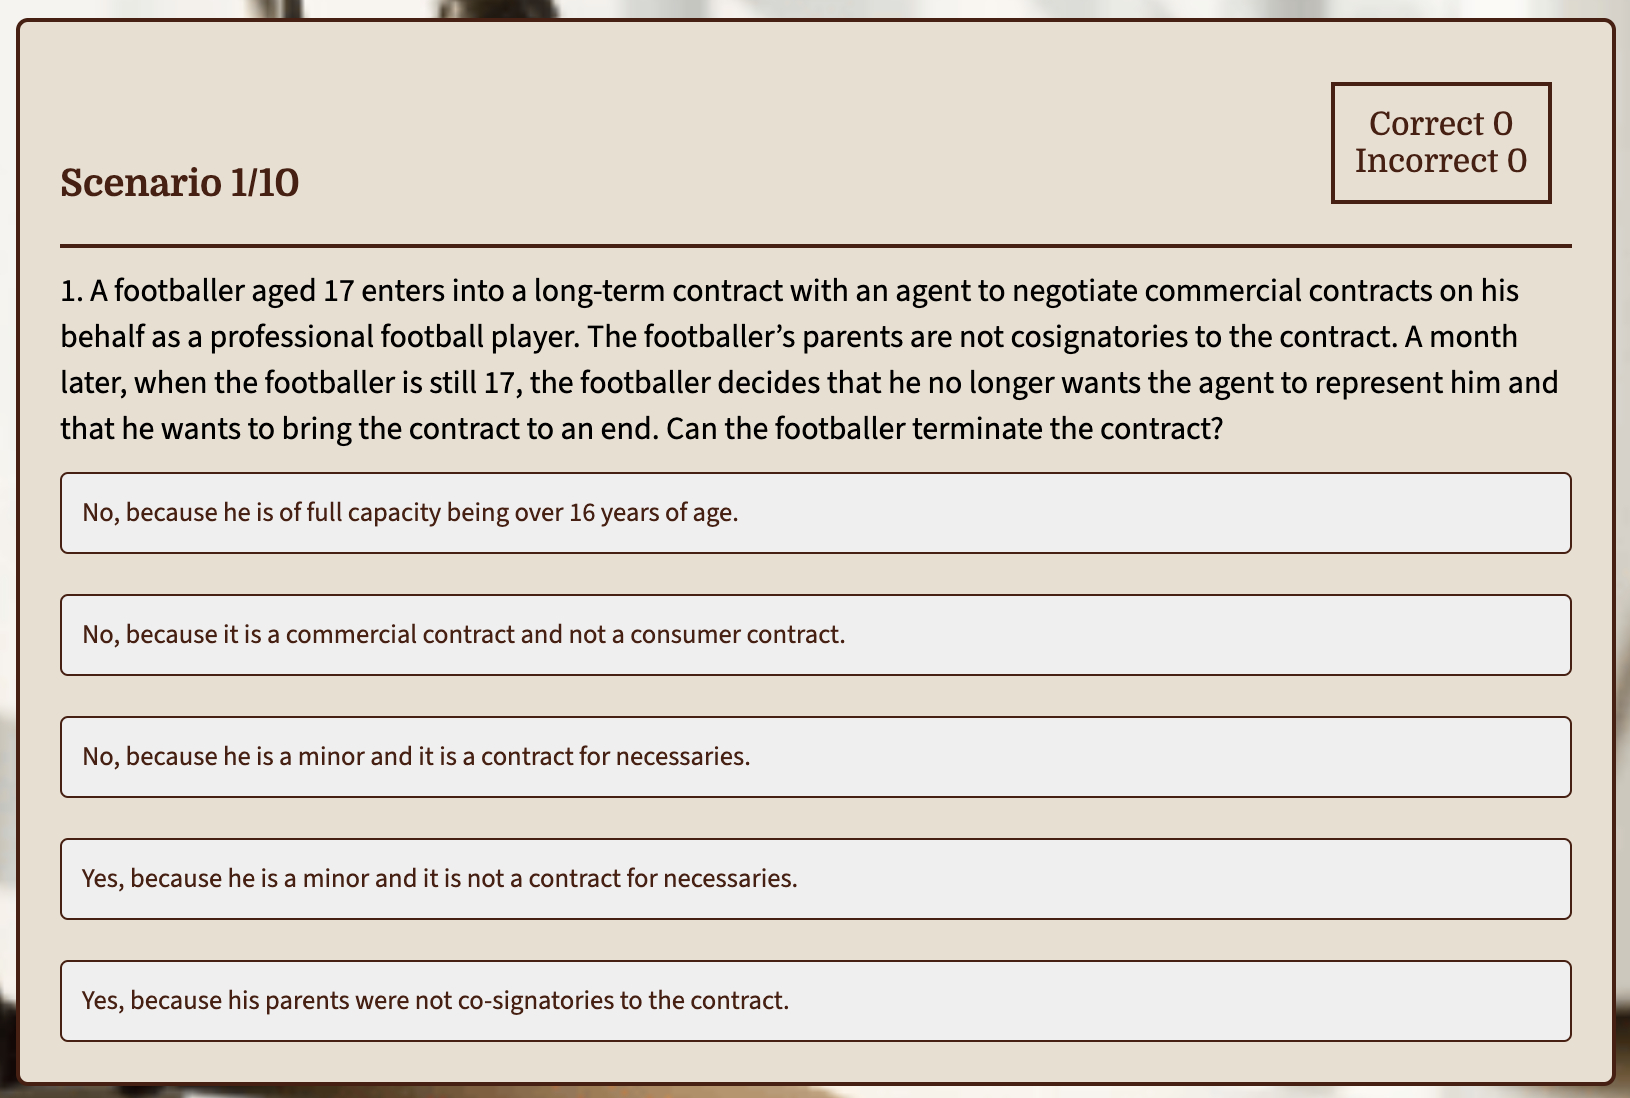 Correct 0
Incorrect 0
Scenario 1/10
1. A footballer aged 17 enters into a long-term contract with an agent to negotiate commercial contracts on his
behalf as a professional football player. The footballer’s parents are not cosignatories to the contract. A month
later, when the footballer is still 17, the footballer decides that he no longer wants the agent to represent him and
that he wants to bring the contract to an end. Can the footballer terminate the contract?
No, because he is of full capacity being over 16 years of age.
No, because it is a commercial contract and not a consumer contract.
No, because he is a minor and it is a contract for necessaries.
Yes, because he is a minor and it is not a contract for necessaries.
Yes, because his parents were not co-signatories to the contract.